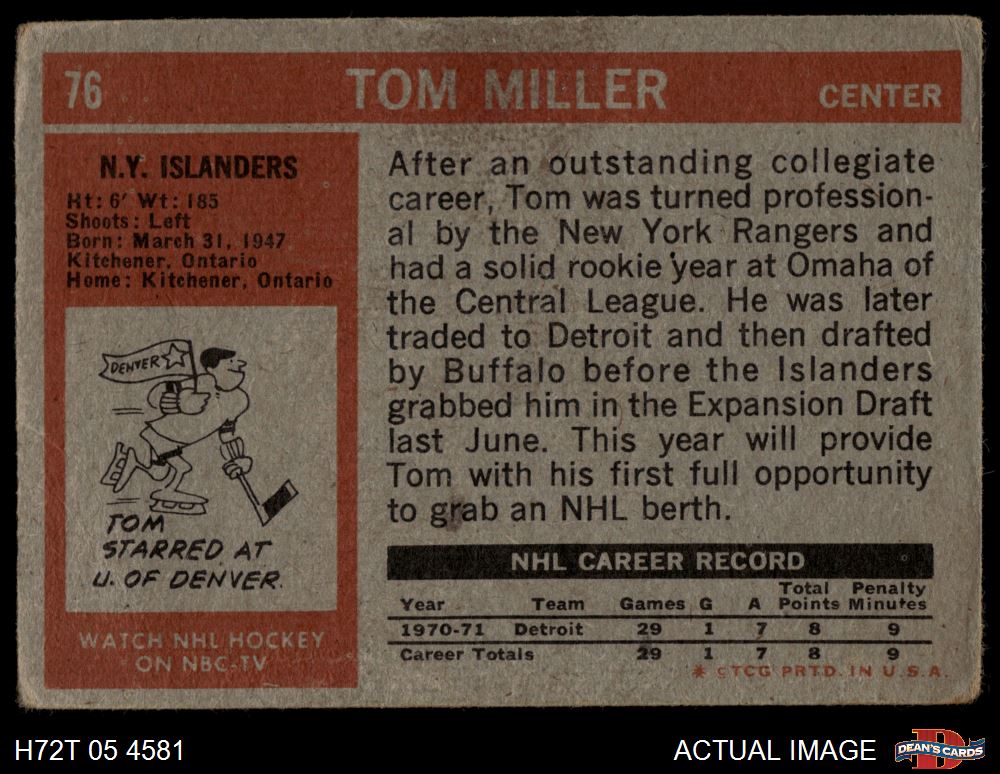 76 TOM MILLER CENTER
N.Y. ISLANDERS
Ht: 6' Wt: 185
Shoots: Left
Born: March 31, 1947
Kitchener, Ontario
Home: Kitchener, Ontario
DENVER
TOM
STARRED AT
U. OF DENVER.
WATCH NHL HOCKEY
ON NBC-TV
After an outstanding collegiate
career, Tom was turned profession-
al by the New York Rangers and
had a solid rookie year at Omaha of
the Central League. He was later
traded to Detroit and then drafted
by Buffalo before the Islanders
grabbed him in the Expansion Draft
last June. This year will provide
Tom with his first full opportunity
to grab an NHL berth.
NHL CAREER RECORD
Year Team Games G A Total Points Penalty Minutes
1970-71 Detroit 29 1 7 8 9
Career Totals 29 1 7 8 9
* ©TCG PRTD. IN U.S.A.
H72T 05 4581
ACTUAL IMAGE
D
DEAN'S CARDS